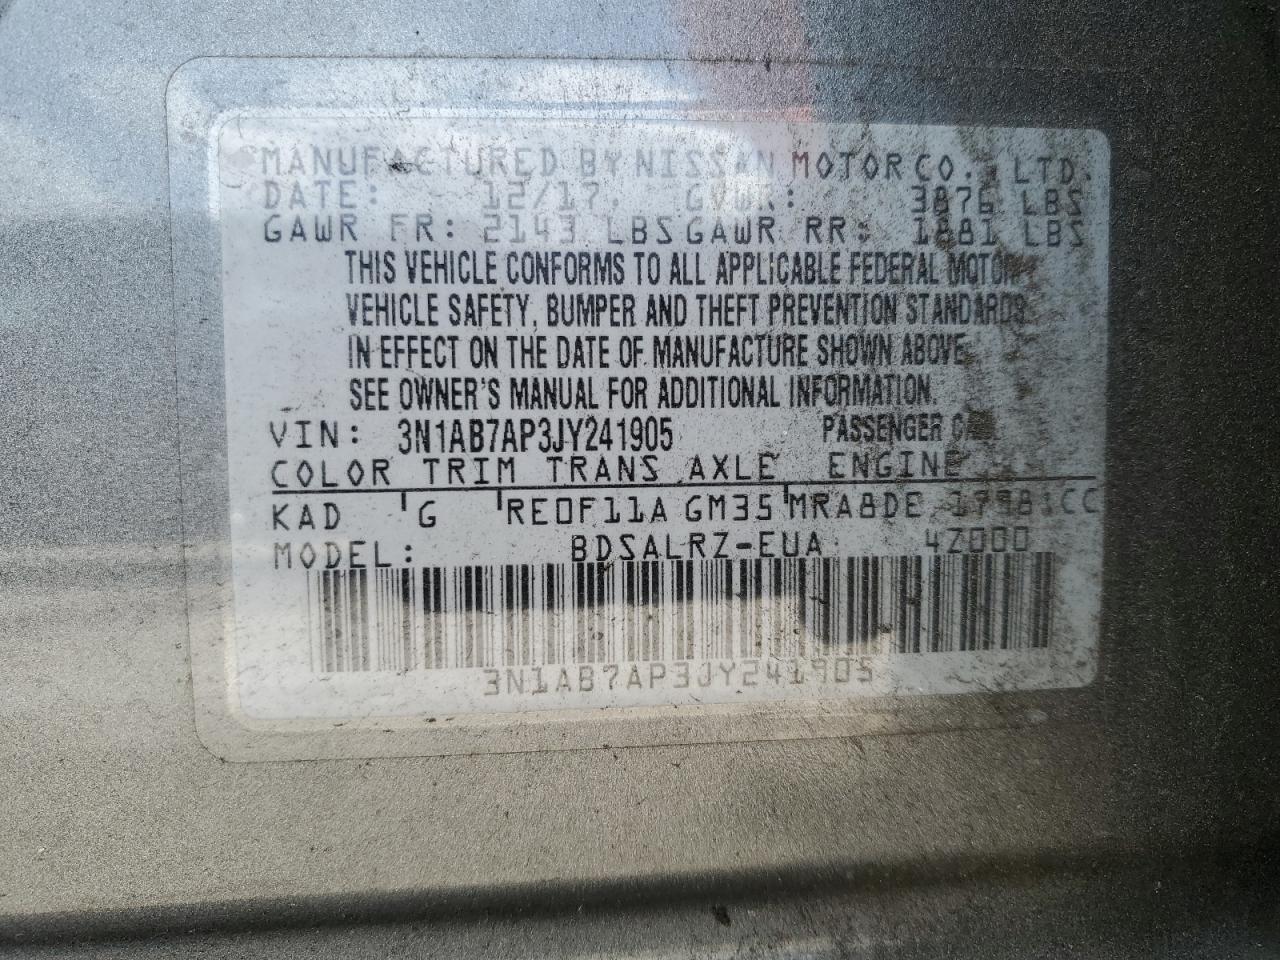 MANUFACTURED BY NISSAN MOTOR CO., LTD.
DATE: 12/17 GVWR: 3876 LBS
GAWR FR: 2143 LBS GAWR RR: 1881 LBS
THIS VEHICLE CONFORMS TO ALL APPLICABLE FEDERAL MOTOR
VEHICLE SAFETY, BUMPER AND THEFT PREVENTION STANDARDS
IN EFFECT ON THE DATE OF MANUFACTURE SHOWN ABOVE.
SEE OWNER'S MANUAL FOR ADDITIONAL INFORMATION.
VIN: 3N1AB7AP3JY241905 PASSENGER CAR
COLOR TRIM TRANS AXLE ENGINE
KAD G RE0F11A GM35 MRA8DE 1798 CC
MODEL: BDSALRZ-EUA 4Z000
3N1AB7AP3JY241905